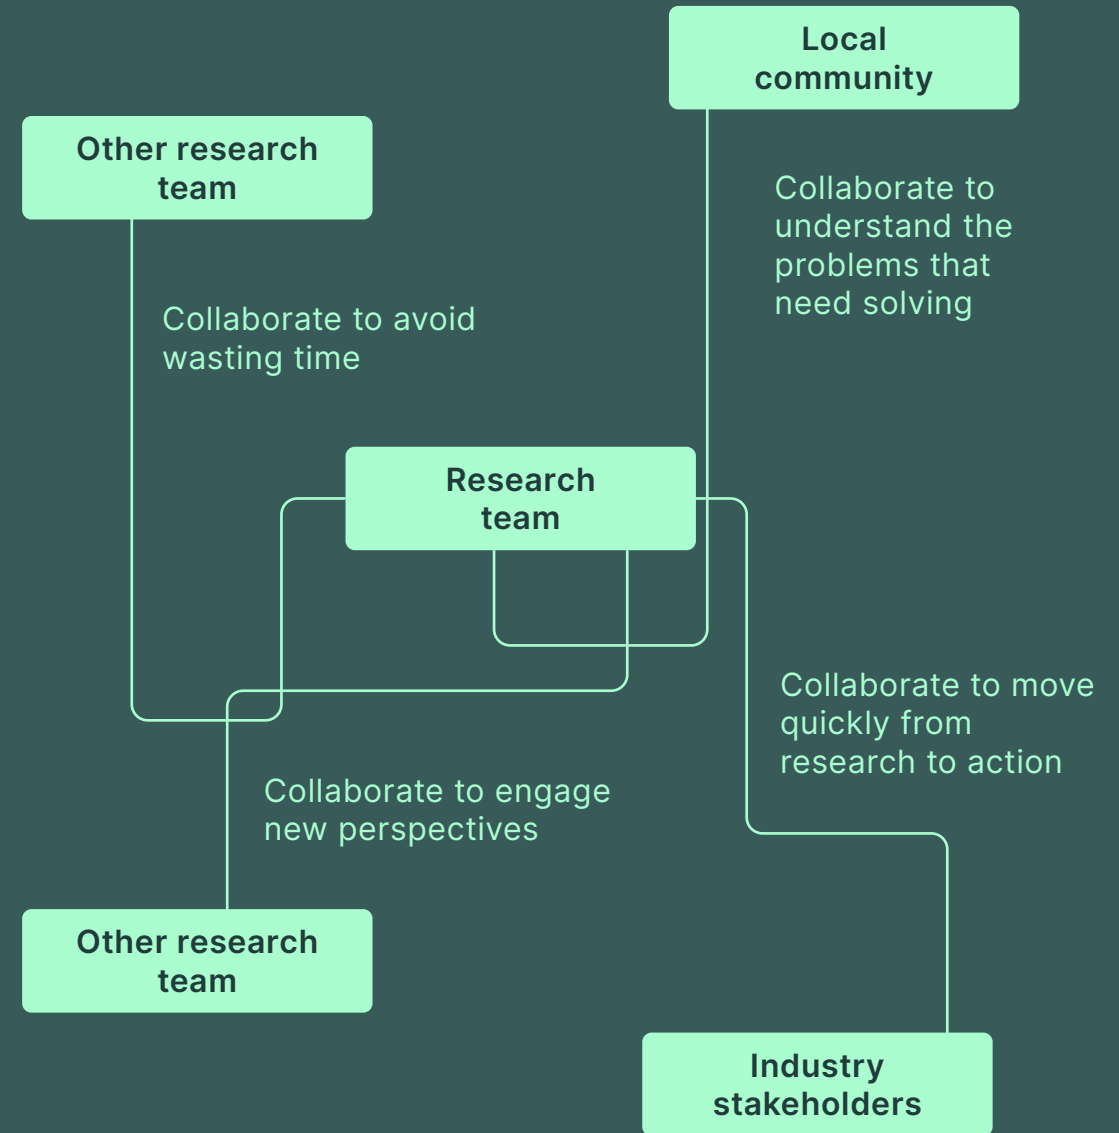 Local
community
Other research
team
Collaborate to
understand the
problems that
need solving
Collaborate to avoid
wasting time
Research
team
Collaborate to move
quickly from
research to action
Collaborate to engage
new perspectives
Other research
team
Industry
stakeholders